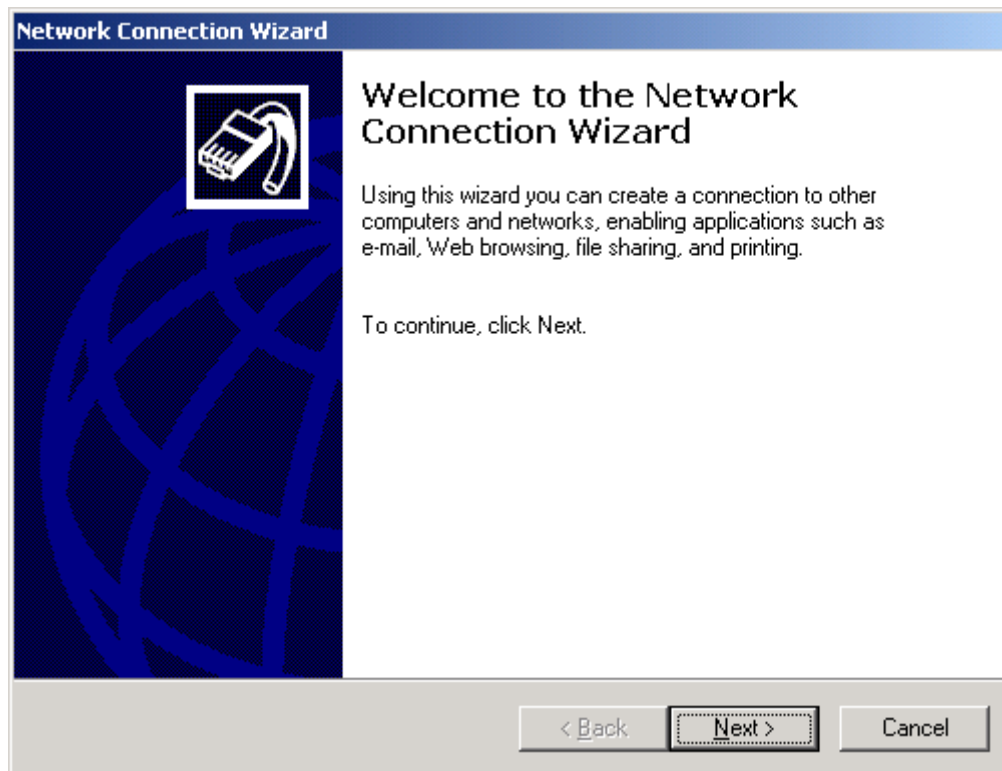 Network Connection Wizard
Welcome to the Network
Connection Wizard
Using this wizard you can create a connection to other
computers and networks, enabling applications such as
e-mail, Web browsing, file sharing, and printing.
To continue, click Next.
< Back
Next >
Cancel